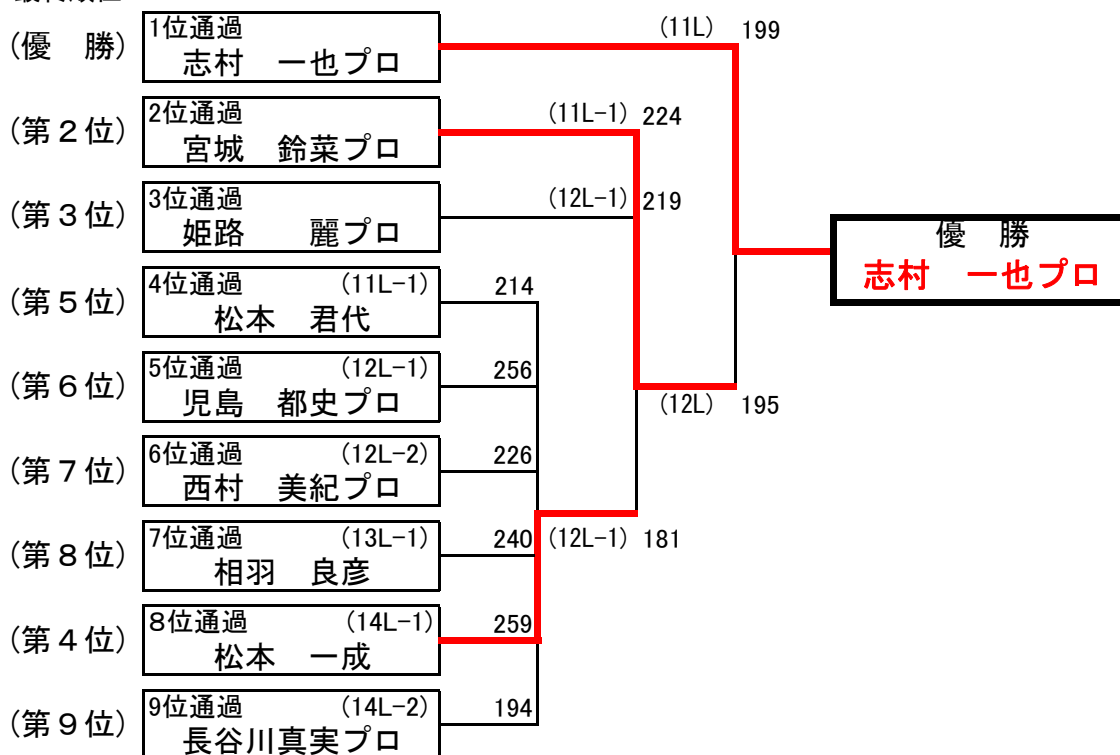 (優　勝)
1位通過
志村　一也プロ
(11L) 199
(第２位)
2位通過
宮城　鈴菜プロ
(11L-1) 224
(第３位)
3位通過
姫路　　麗プロ
(12L-1) 219
優　勝
志村　一也プロ
(第５位)
4位通過 (11L-1)
松本　君代
214
(第６位)
5位通過 (12L-1)
児島　都史プロ
256
(12L) 195
(第７位)
6位通過 (12L-2)
西村　美紀プロ
226
(第８位)
7位通過 (13L-1)
相羽　良彦
240
(12L-1) 181
(第４位)
8位通過 (14L-1)
松本　一成
259
(第９位)
9位通過 (14L-2)
長谷川真実プロ
194